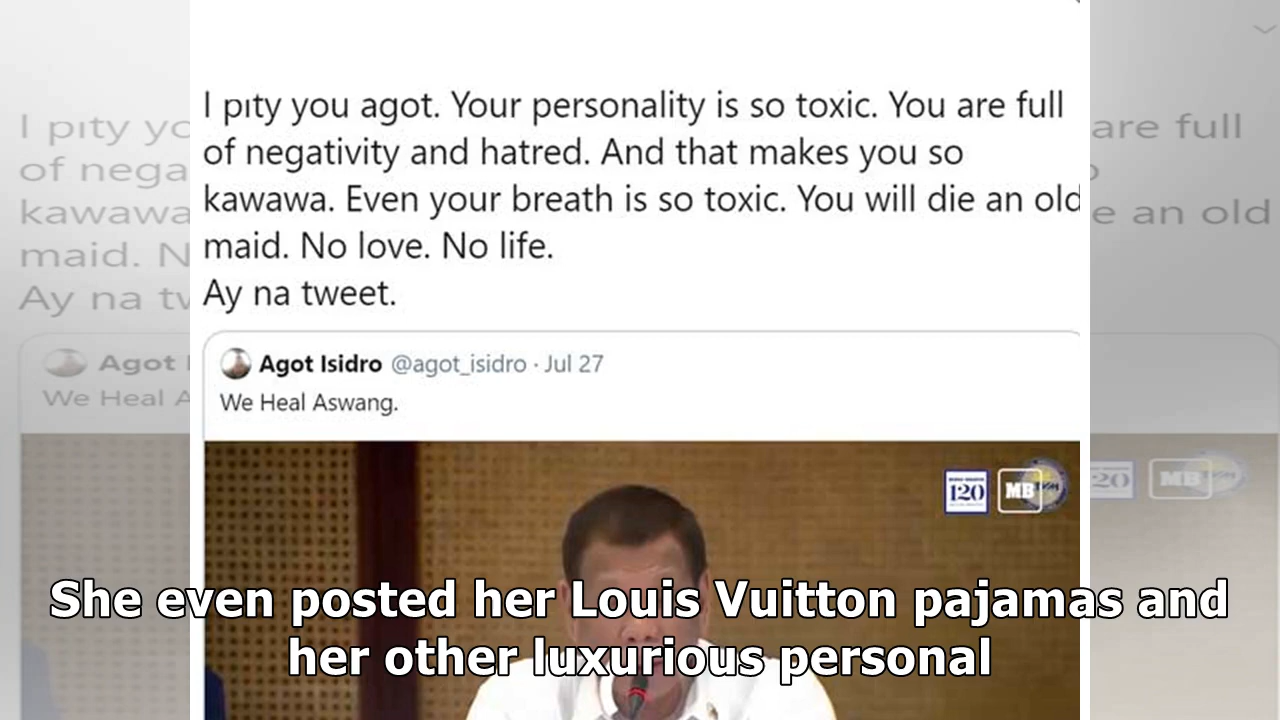 I pity you agot. Your personality is so toxic. You are full
of negativity and hatred. And that makes you so
kawawa. Even your breath is so toxic. You will die an old
maid. No love. No life.
Ay na tweet.
Agot Isidro @agot_isidro · Jul 27
We Heal Aswang.
120
MB
She even posted her Louis Vuitton pajamas and
her other luxurious personal